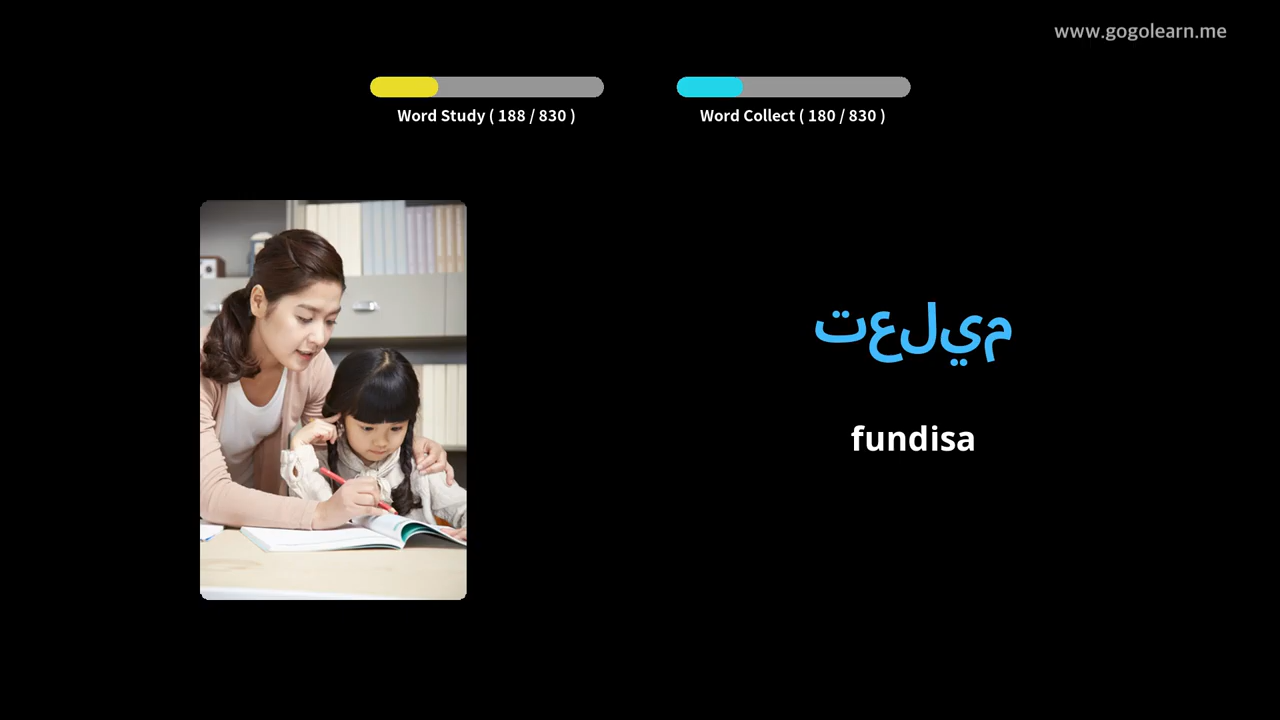 www.gogolearn.me
Word Study ( 188 / 830 )
Word Collect ( 180 / 830 )
تعليم
fundisa